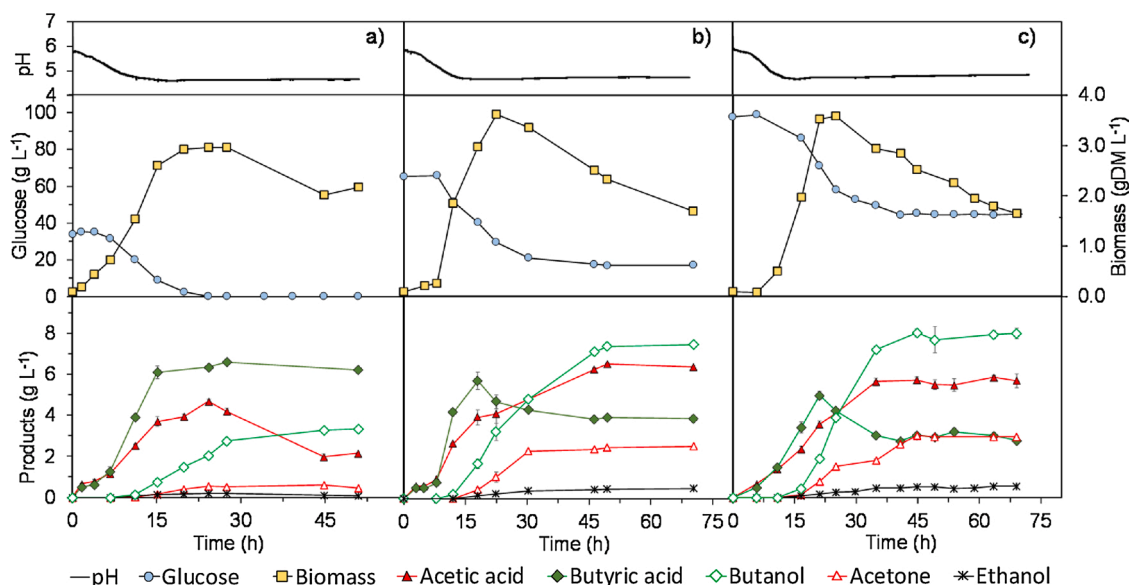 a) b) c)
pH
7
6
5
4
Glucose (g L-1)
100
80
60
40
20
0
Biomass (gDM L-1)
4.0
3.0
2.0
1.0
0.0
Products (g L-1)
8
6
4
2
0
0 15 30 45 0 15 30 45 60 75 0 15 30 45 60 75
Time (h) Time (h) Time (h)
pH Glucose Biomass Acetic acid Butyric acid Butanol Acetone Ethanol